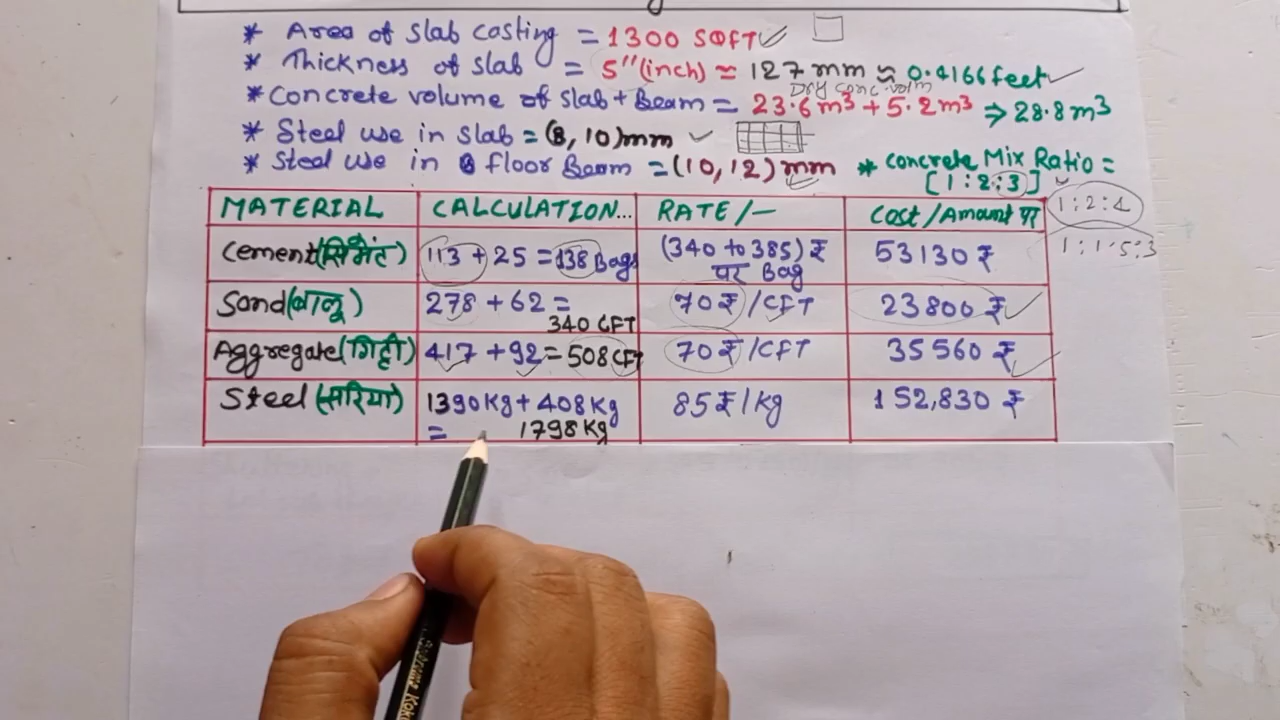 * Area of slab casting = 1300 SQFT
* Thickness of slab = 5"(inch) ≈ 127 mm ≈ 0.4166 feet
Dry conc. volm
* Concrete volume of slab + Beam = 23.6 m³ + 5.2 m³ ⇒ 28.8 m³
* Steel use in slab = (8, 10) mm
* Steel use in floor Beam = (10, 12) mm
* Concrete Mix Ratio =
[1:2:3]
1:2:4
1:1.5:3
MATERIAL CALCULATION... RATE/- Cost/Amount ₹
Cement (सिमेंट) 113 + 25 = 138 Bags (340 to 385) ₹ पर Bag 53130 ₹
Sand (बालू) 278 + 62 = 340 CFT 70 ₹ /CFT 23800 ₹
Aggregate (गिट्टी) 417 + 92 = 508 CFT 70 ₹ /CFT 35560 ₹
Steel (सरिया) 1390 Kg + 408 Kg = 1798 Kg 85 ₹ /Kg 152,830 ₹